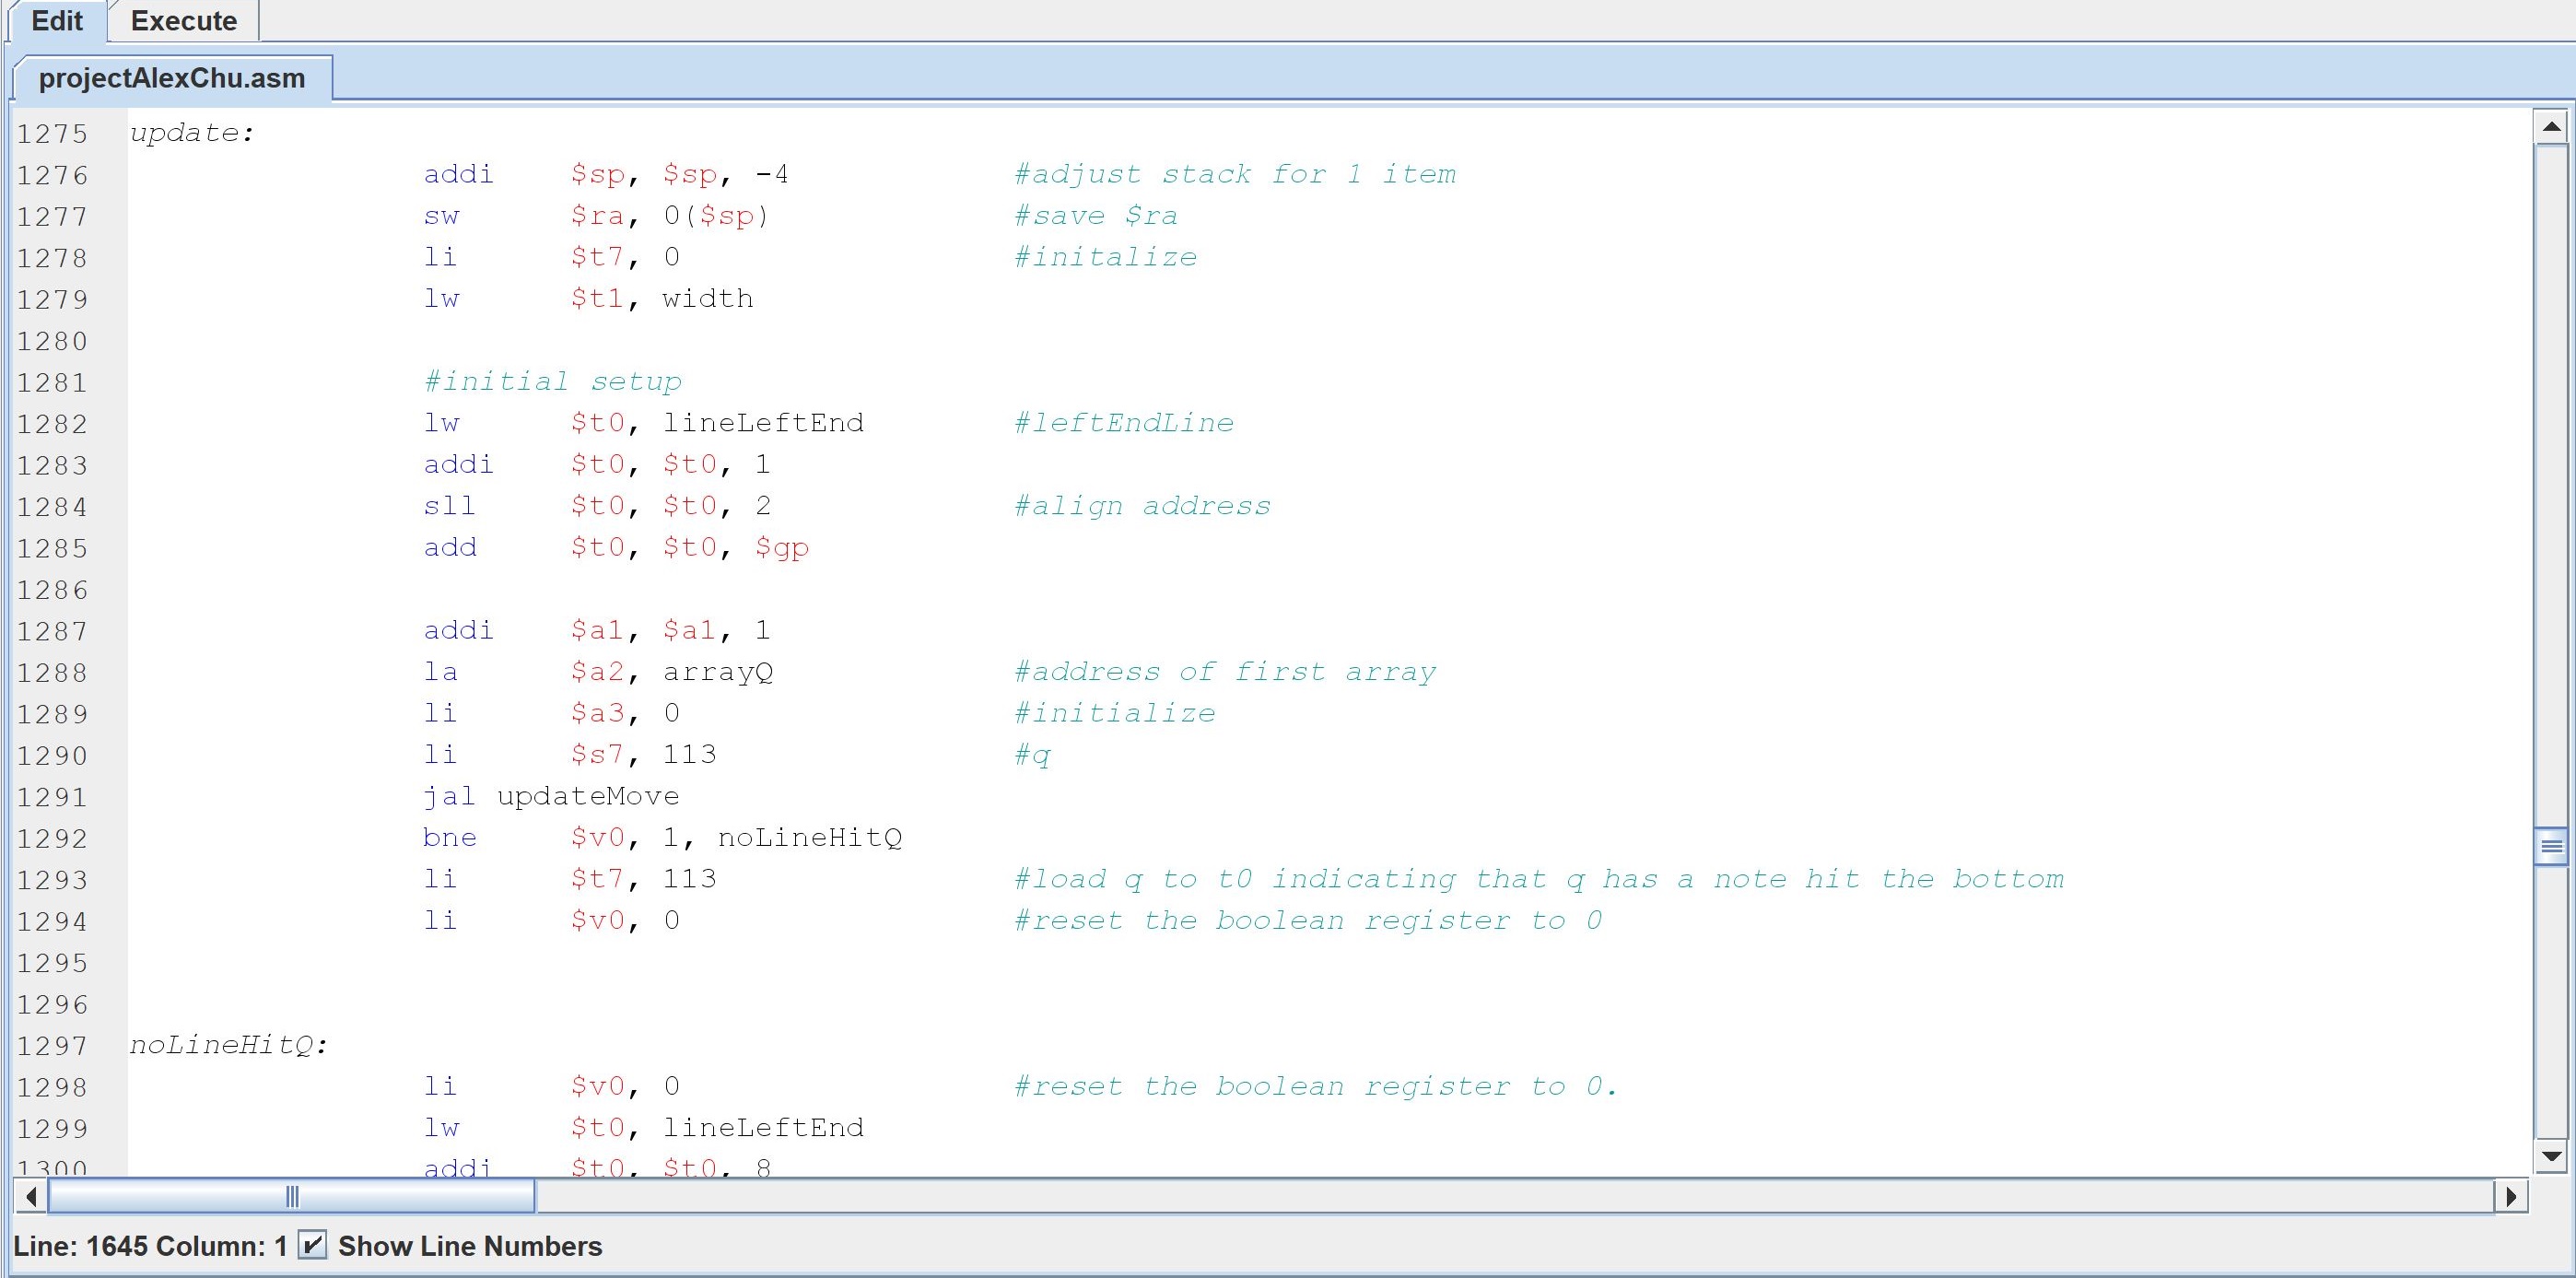 Edit Execute
projectAlexChu.asm
1275 update:
1276 addi $sp, $sp, -4 #adjust stack for 1 item
1277 sw $ra, 0($sp) #save $ra
1278 li $t7, 0 #initalize
1279 lw $t1, width
1280
1281 #initial setup
1282 lw $t0, lineLeftEnd #leftEndLine
1283 addi $t0, $t0, 1
1284 sll $t0, $t0, 2 #align address
1285 add $t0, $t0, $gp
1286
1287 addi $a1, $a1, 1
1288 la $a2, arrayQ #address of first array
1289 li $a3, 0 #initialize
1290 li $s7, 113 #q
1291 jal updateMove
1292 bne $v0, 1, noLineHitQ
1293 li $t7, 113 #load q to t0 indicating that q has a note hit the bottom
1294 li $v0, 0 #reset the boolean register to 0
1295
1296
1297 noLineHitQ:
1298 li $v0, 0 #reset the boolean register to 0.
1299 lw $t0, lineLeftEnd
1300 addi $t0, $t0, 8
Line: 1645 Column: 1 Show Line Numbers